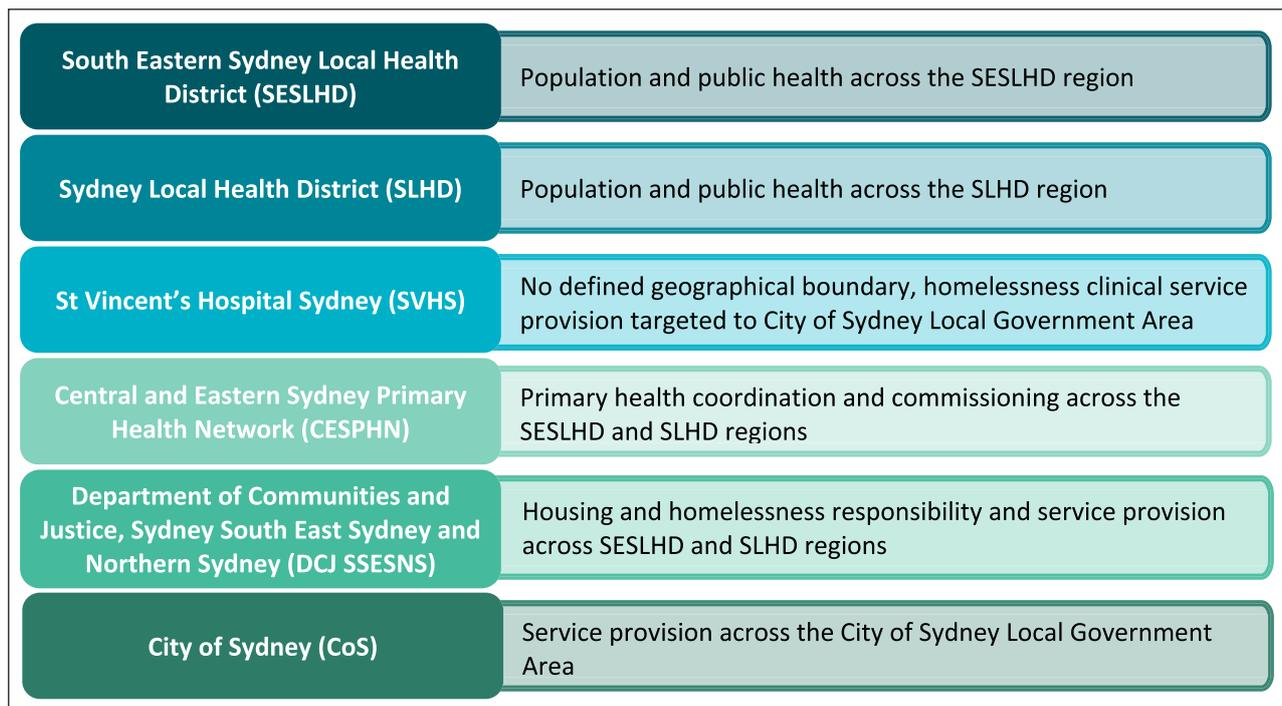 South Eastern Sydney Local Health
District (SESLHD)
Population and public health across the SESLHD region
Sydney Local Health District (SLHD)
Population and public health across the SLHD region
St Vincent’s Hospital Sydney (SVHS)
No defined geographical boundary, homelessness clinical service
provision targeted to City of Sydney Local Government Area
Central and Eastern Sydney Primary
Health Network (CESPHN)
Primary health coordination and commissioning across the
SESLHD and SLHD regions
Department of Communities and
Justice, Sydney South East Sydney and
Northern Sydney (DCJ SSESNS)
Housing and homelessness responsibility and service provision
across SESLHD and SLHD regions
City of Sydney (CoS)
Service provision across the City of Sydney Local Government
Area